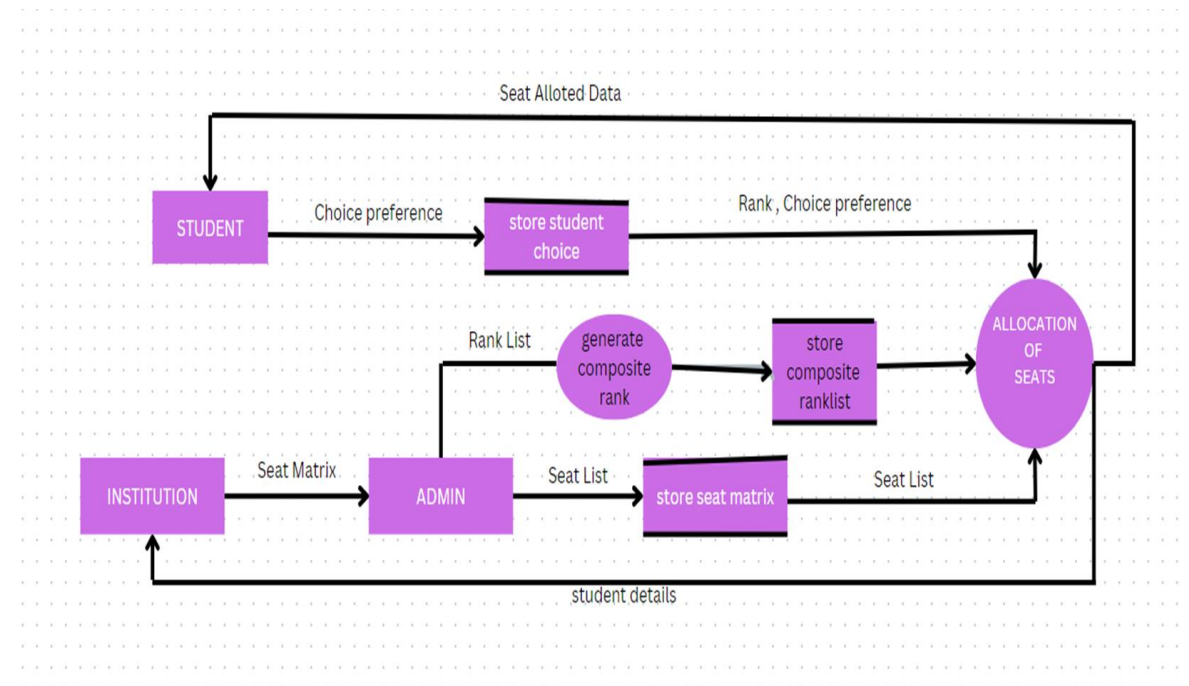 Seat Alloted Data
STUDENT
Choice preference
store student
choice
Rank , Choice preference
ALLOCATION
OF
SEATS
Rank List
generate
composite
rank
store
composite
ranklist
INSTITUTION
Seat Matrix
ADMIN
Seat List
store seat matrix
Seat List
student details